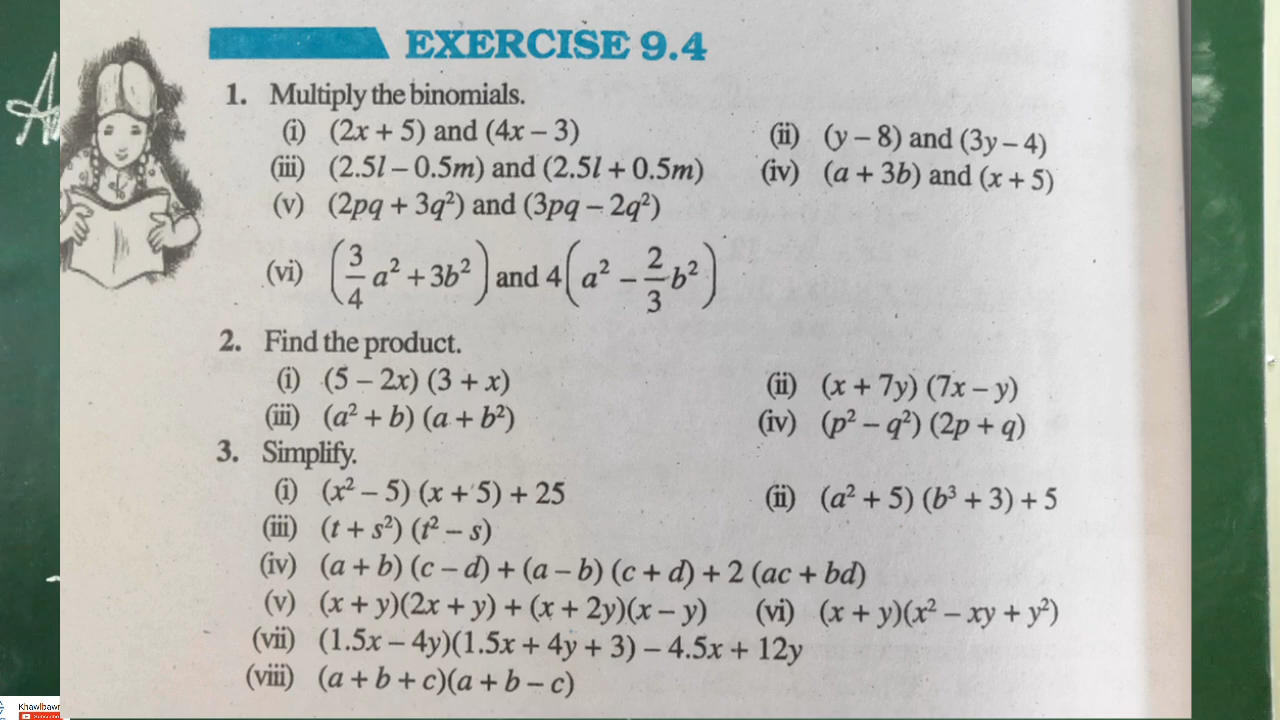 EXERCISE 9.4
1. Multiply the binomials.
(i) (2x + 5) and (4x – 3) (ii) (y – 8) and (3y – 4)
(iii) (2.5l – 0.5m) and (2.5l + 0.5m) (iv) (a + 3b) and (x + 5)
(v) (2pq + 3q²) and (3pq – 2q²)
(vi) (3/4 a² + 3b²) and 4(a² – 2/3 b²)
2. Find the product.
(i) (5 – 2x) (3 + x) (ii) (x + 7y) (7x – y)
(iii) (a² + b) (a + b²) (iv) (p² – q²) (2p + q)
3. Simplify.
(i) (x² – 5) (x + 5) + 25 (ii) (a² + 5) (b³ + 3) + 5
(iii) (t + s²) (t² – s)
(iv) (a + b) (c – d) + (a – b) (c + d) + 2 (ac + bd)
(v) (x + y)(2x + y) + (x + 2y)(x – y) (vi) (x + y)(x² – xy + y²)
(vii) (1.5x – 4y)(1.5x + 4y + 3) – 4.5x + 12y
(viii) (a + b + c)(a + b – c)